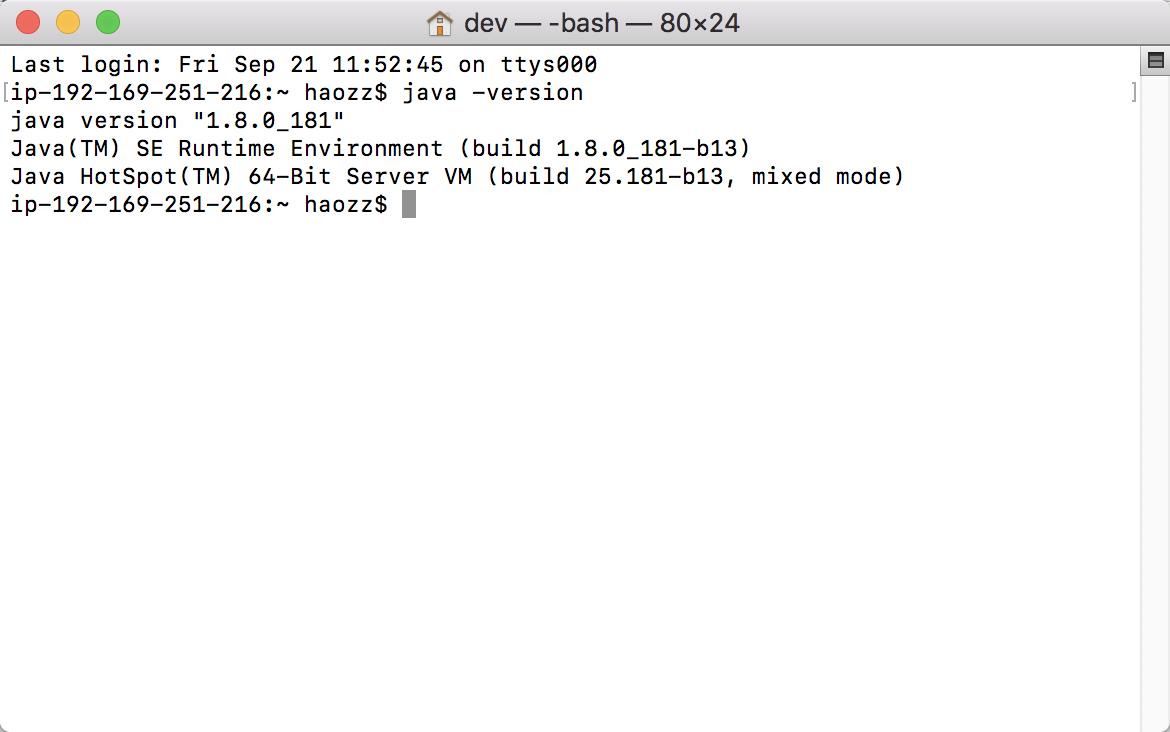 dev — -bash — 80×24
Last login: Fri Sep 21 11:52:45 on ttys000
[ip-192-169-251-216:~ haozz$ java -version ]
java version "1.8.0_181"
Java(TM) SE Runtime Environment (build 1.8.0_181-b13)
Java HotSpot(TM) 64-Bit Server VM (build 25.181-b13, mixed mode)
ip-192-169-251-216:~ haozz$